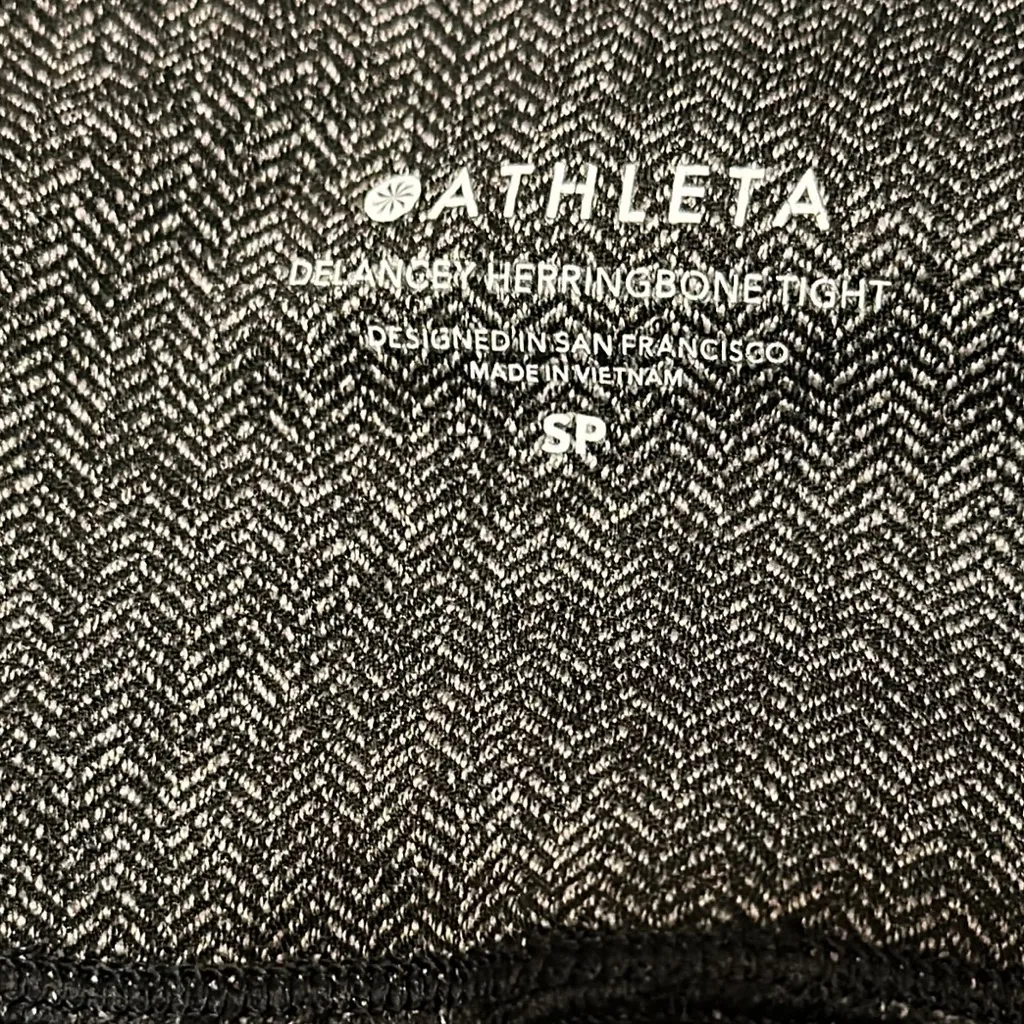 ATHLETA
DELANCEY HERRINGBONE TIGHT
DESIGNED IN SAN FRANCISCO
MADE IN VIETNAM
SP